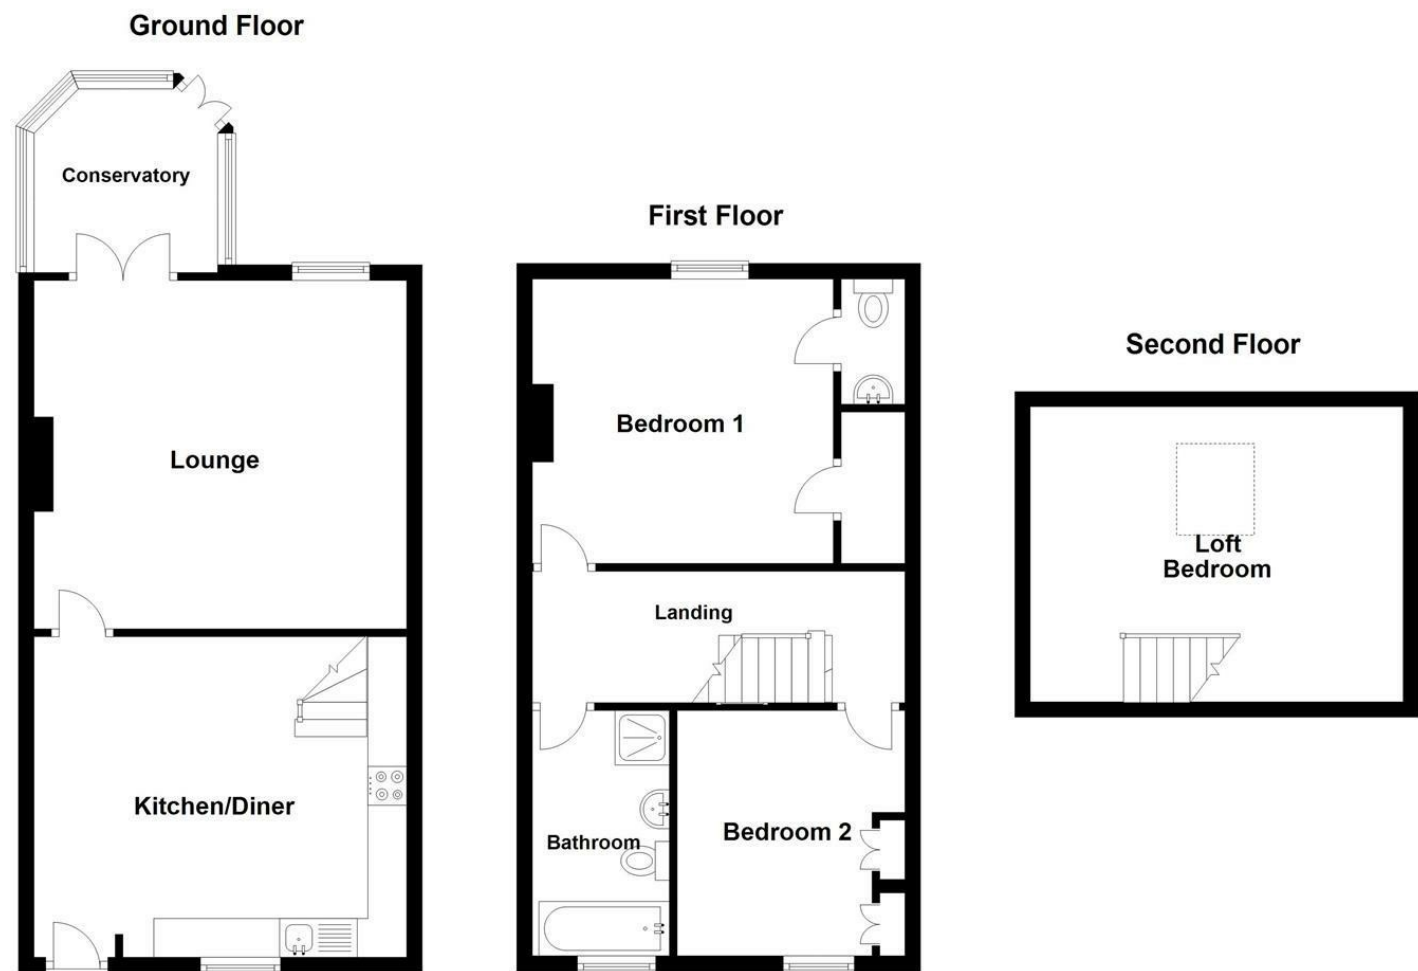 Ground Floor
Conservatory
Lounge
Kitchen/Diner
First Floor
Bedroom 1
Landing
Bathroom
Bedroom 2
Second Floor
Loft
Bedroom